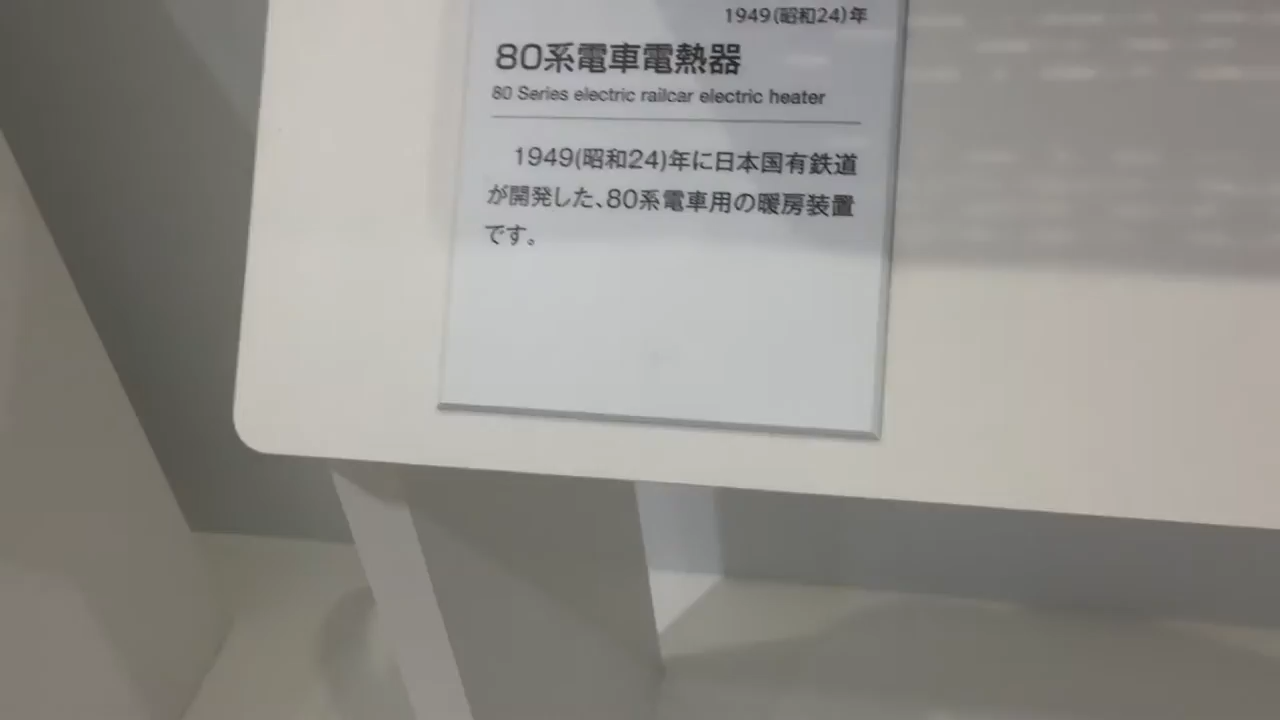 1949(昭和24)年
80系電車電熱器
80 Series electric railcar electric heater
1949(昭和24)年に日本国有鉄道
が開発した、80系電車用の暖房装置
です。